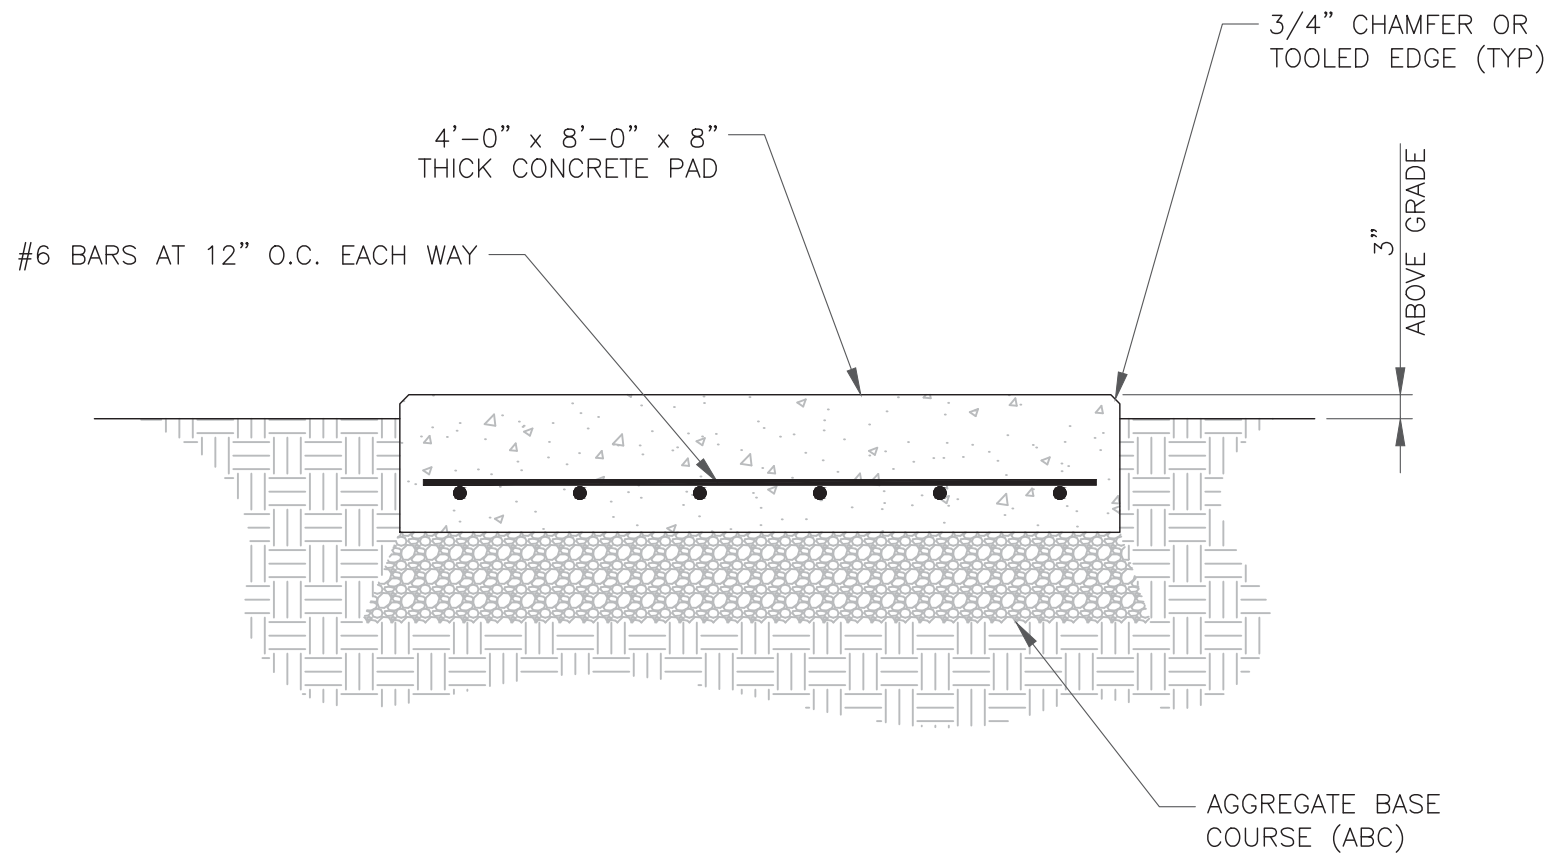 3/4” CHAMFER OR
TOOLED EDGE (TYP)
4’-0” x 8’-0” x 8”
THICK CONCRETE PAD
3”
ABOVE GRADE
#6 BARS AT 12” O.C. EACH WAY
AGGREGATE BASE
COURSE (ABC)